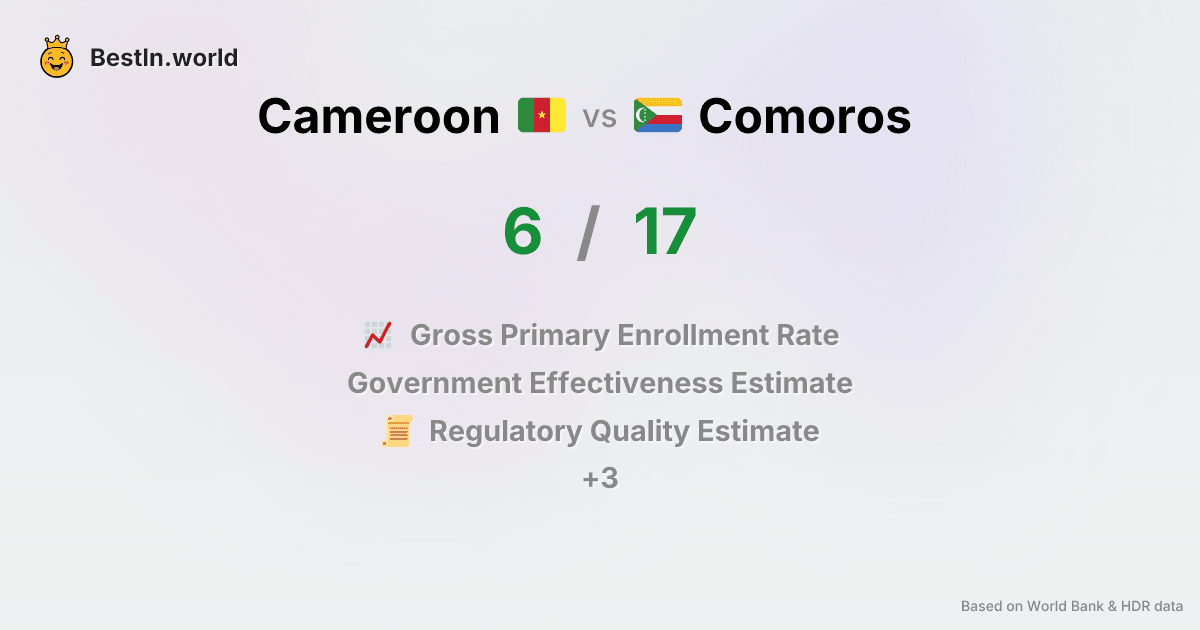 BestIn.world
Cameroon vs Comoros
6 / 17
Gross Primary Enrollment Rate
Government Effectiveness Estimate
Regulatory Quality Estimate
+3
Based on World Bank & HDR data